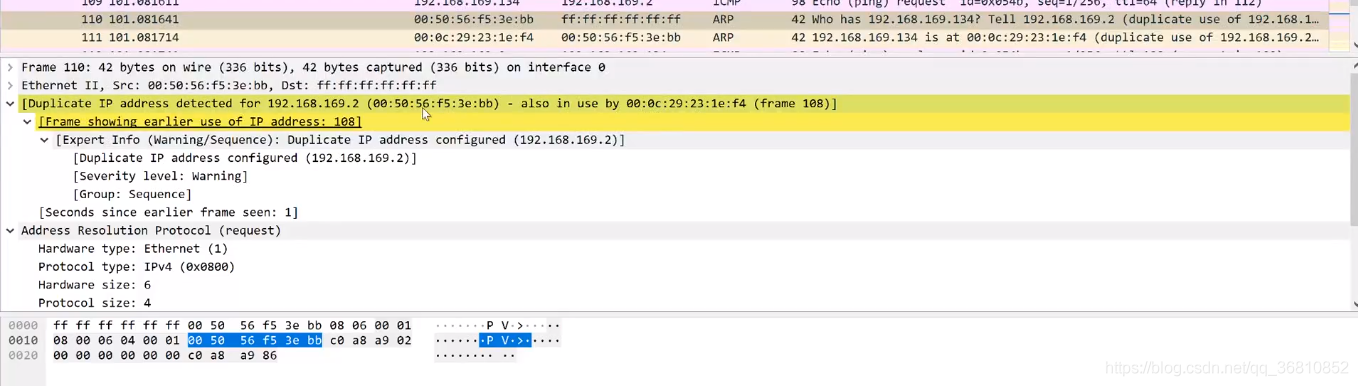 109 101.081611 192.168.169.134 192.168.169.2 ICMP 98 Echo (ping) request id=0x054b, seq=1/256, ttl=64 (reply in 112)
110 101.081641 00:50:56:f5:3e:bb ff:ff:ff:ff:ff:ff ARP 42 Who has 192.168.169.134? Tell 192.168.169.2 (duplicate use of 192.168.1…
111 101.081714 00:0c:29:23:1e:f4 00:50:56:f5:3e:bb ARP 42 192.168.169.134 is at 00:0c:29:23:1e:f4 (duplicate use of 192.168.169.2…
Frame 110: 42 bytes on wire (336 bits), 42 bytes captured (336 bits) on interface 0
Ethernet II, Src: 00:50:56:f5:3e:bb, Dst: ff:ff:ff:ff:ff:ff
[Duplicate IP address detected for 192.168.169.2 (00:50:56:f5:3e:bb) - also in use by 00:0c:29:23:1e:f4 (frame 108)]
[Frame showing earlier use of IP address: 108]
[Expert Info (Warning/Sequence): Duplicate IP address configured (192.168.169.2)]
[Duplicate IP address configured (192.168.169.2)]
[Severity level: Warning]
[Group: Sequence]
[Seconds since earlier frame seen: 1]
Address Resolution Protocol (request)
Hardware type: Ethernet (1)
Protocol type: IPv4 (0x0800)
Hardware size: 6
Protocol size: 4
0000 ff ff ff ff ff ff 00 50 56 f5 3e bb 08 06 00 01 ·······P V·>·····
0010 08 00 06 04 00 01 00 50 56 f5 3e bb c0 a8 a9 02 ·······P V·>·····
0020 00 00 00 00 00 00 c0 a8 a9 86 ········ ··
https://blog.csdn.net/qq_36810852